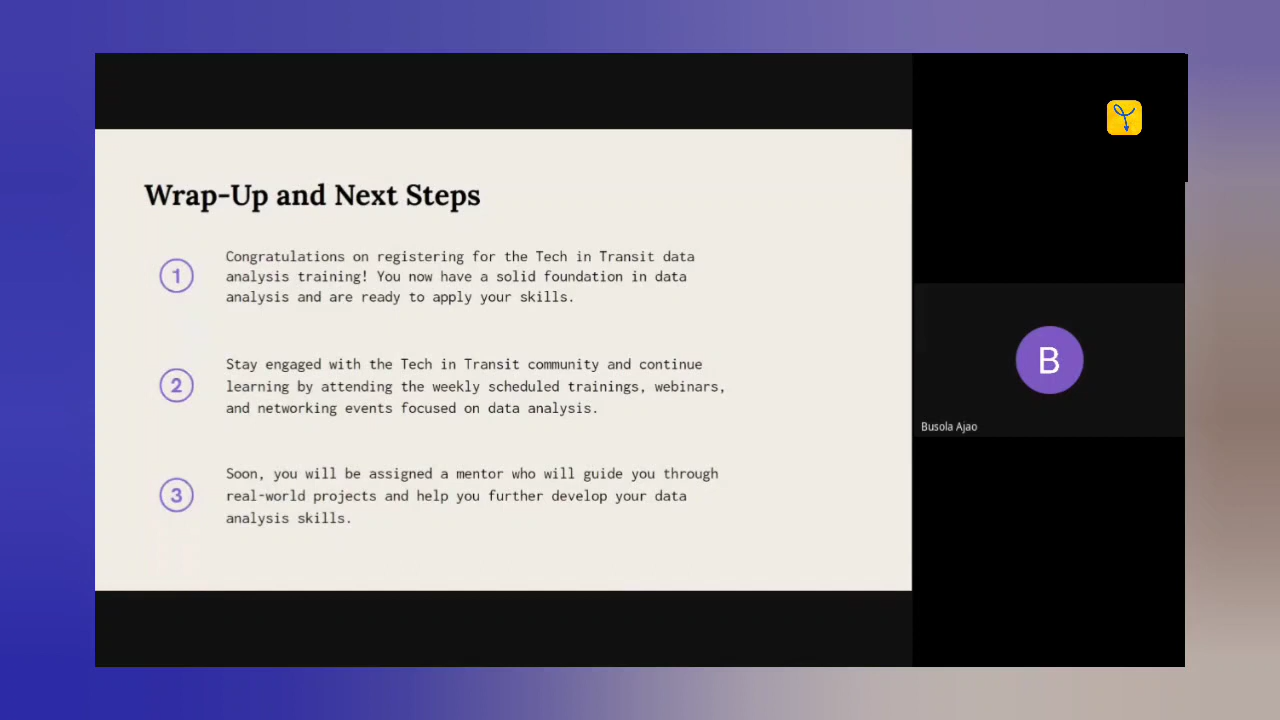 Wrap-Up and Next Steps
1
Congratulations on registering for the Tech in Transit data
analysis training! You now have a solid foundation in data
analysis and are ready to apply your skills.
2
Stay engaged with the Tech in Transit community and continue
learning by attending the weekly scheduled trainings, webinars,
and networking events focused on data analysis.
3
Soon, you will be assigned a mentor who will guide you through
real-world projects and help you further develop your data
analysis skills.
B
Busola Ajao